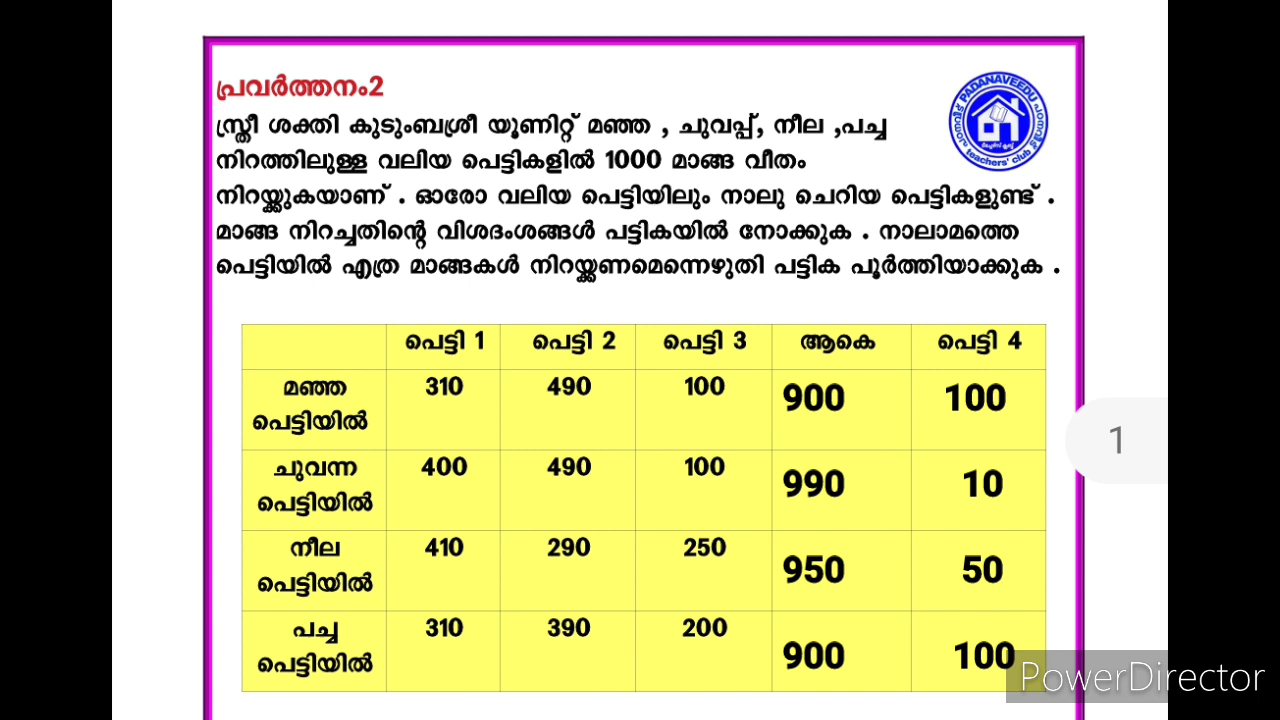 പ്രവർത്തനം2
സ്ത്രീ ശക്തി കുടുംബശ്രീ യൂണിറ്റ് മഞ്ഞ , ചുവപ്പ്, നീല ,പച്ച
നിറത്തിലുള്ള വലിയ പെട്ടികളിൽ 1000 മാങ്ങ വീതം
നിറയ്ക്കുകയാണ് . ഓരോ വലിയ പെട്ടിയിലും നാലു ചെറിയ പെട്ടികളുണ്ട് .
മാങ്ങ നിറച്ചതിന്റെ വിശദംശങ്ങൾ പട്ടികയിൽ നോക്കുക . നാലാമത്തെ
പെട്ടിയിൽ എത്ര മാങ്ങകൾ നിറയ്ക്കണമെന്നെഴുതി പട്ടിക പൂർത്തിയാക്കുക .
PADANAVEEDU
teachers' club
പെട്ടി 1 പെട്ടി 2 പെട്ടി 3 ആകെ പെട്ടി 4
മഞ്ഞ പെട്ടിയിൽ 310 490 100 900 100
ചുവന്ന പെട്ടിയിൽ 400 490 100 990 10
നീല പെട്ടിയിൽ 410 290 250 950 50
പച്ച പെട്ടിയിൽ 310 390 200 900 100
1
PowerDirector